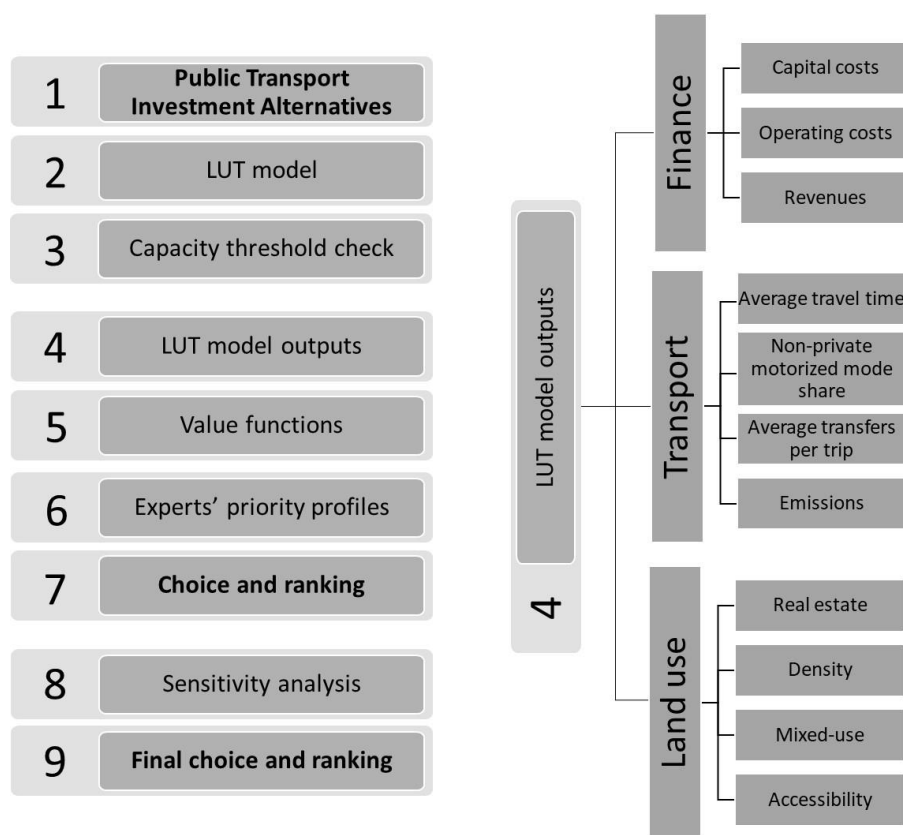 1
Public Transport
Investment Alternatives
2
LUT model
3
Capacity threshold check
4
LUT model outputs
5
Value functions
6
Experts’ priority profiles
7
Choice and ranking
8
Sensitivity analysis
9
Final choice and ranking
4
LUT model outputs
Finance
Capital costs
Operating costs
Revenues
Transport
Average travel time
Non-private
motorized mode
share
Average transfers
per trip
Emissions
Land use
Real estate
Density
Mixed-use
Accessibility